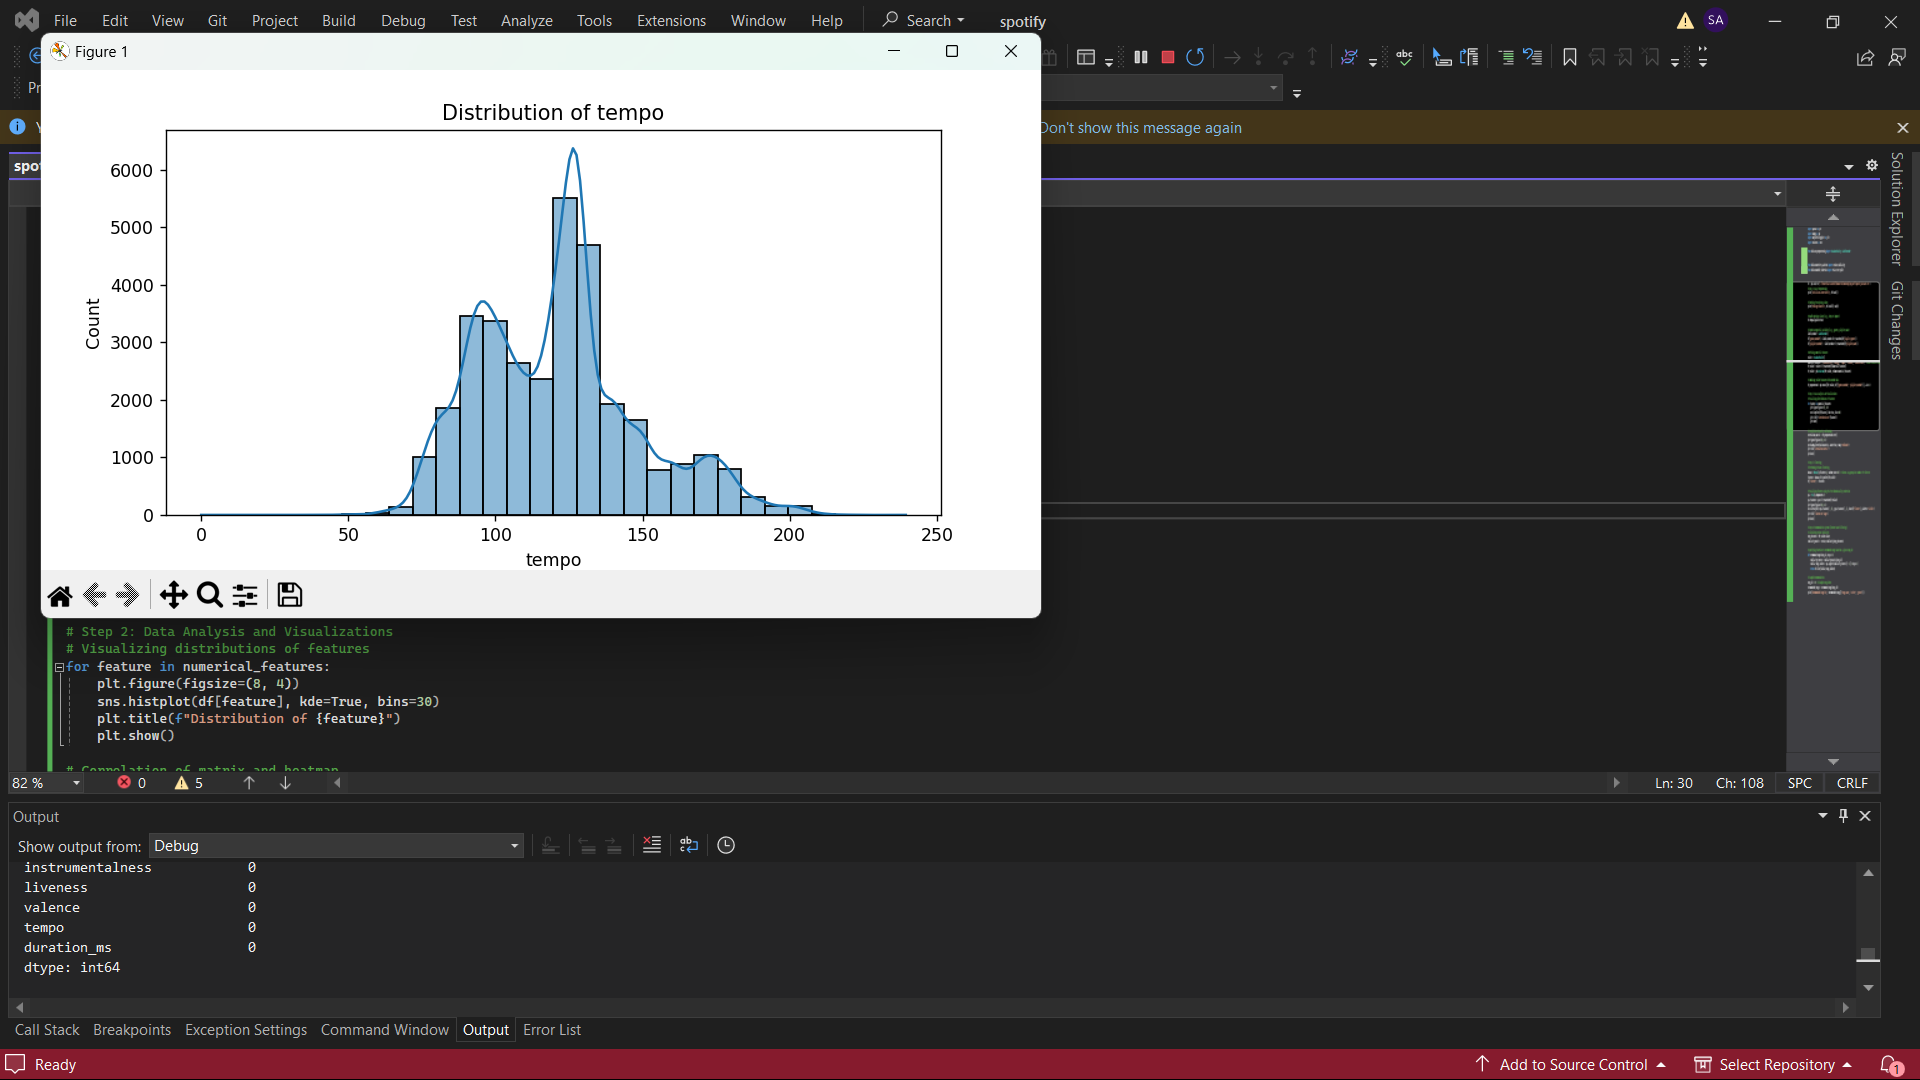 File Edit View Git Project Build Debug Test Analyze Tools Extensions Window Help Search spotify SA
Figure 1
Don't show this message again
Distribution of tempo
6000
5000
4000
3000
2000
1000
0
Count
0 50 100 150 200 250
tempo
Solution Explorer
Git Changes
# Step 2: Data Analysis and Visualizations
# Visualizing distributions of features
for feature in numerical_features:
plt.figure(figsize=(8, 4))
sns.histplot(df[feature], kde=True, bins=30)
plt.title(f"Distribution of {feature}")
plt.show()
# Correlation of matrix and heatmap
82 % 0 5 Ln: 30 Ch: 108 SPC CRLF
Output
Show output from: Debug
instrumentalness 0
liveness 0
valence 0
tempo 0
duration_ms 0
dtype: int64
Call Stack Breakpoints Exception Settings Command Window Output Error List
Ready Add to Source Control Select Repository 1